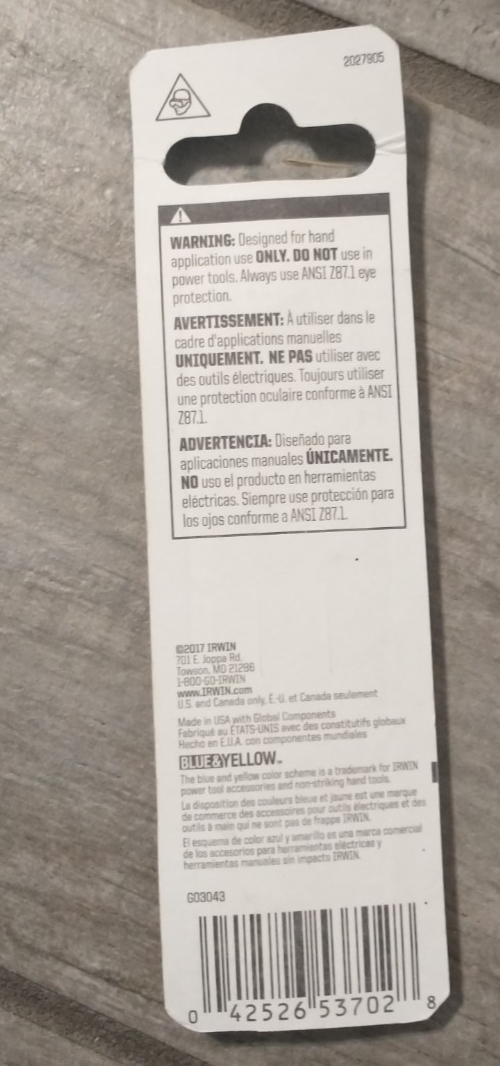 2027905
WARNING: Designed for hand
application use ONLY. DO NOT use in
power tools. Always use ANSI Z87.1 eye
protection.
AVERTISSEMENT: À utiliser dans le
cadre d'applications manuelles
UNIQUEMENT. NE PAS utiliser avec
des outils électriques. Toujours utiliser
une protection oculaire conforme à ANSI
Z87.1.
ADVERTENCIA: Diseñado para
aplicaciones manuales ÚNICAMENTE.
NO uso el producto en herramientas
eléctricas. Siempre use protección para
los ojos conforme a ANSI Z87.1.
©2017 IRWIN
701 E. Joppa Rd.
Towson, MD 21286
1-800-GO-IRWIN
www.IRWIN.com
U.S. and Canada only, É.-U. et Canada seulement
Made in USA with Global Components
Fabriqué au ÉTATS-UNIS avec des constitutifs globaux
Hecho en E.U.A. con componentes mundiales
BLUE&YELLOW™
The blue and yellow color scheme is a trademark for IRWIN
power tool accessories and non-striking hand tools.
La disposition des couleurs bleue et jaune est une marque
de commerce des accessoires pour outils électriques et des
outils à main qui ne sont pas de frappe IRWIN.
El esquema de color azul y amarillo es una marca comercial
de los accesorios para herramientas eléctricas y
herramientas manuales sin impacto IRWIN.
G03043
0 42526 53702 8